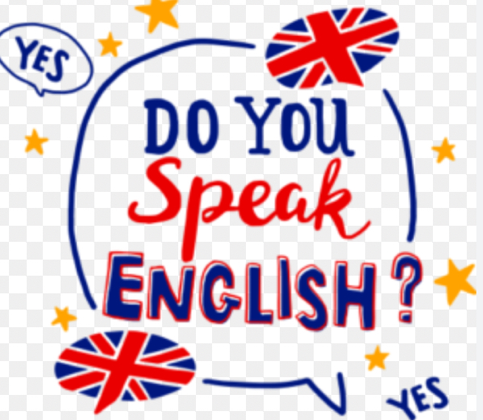 YES
DO YOU
Speak
ENGLISH?
YES